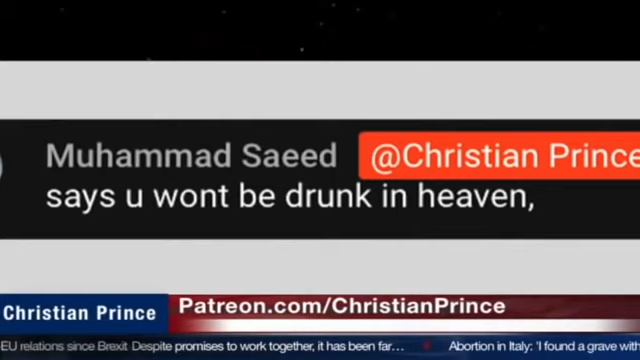 Muhammad Saeed @Christian Prince
says u wont be drunk in heaven,
Christian Prince
Patreon.com/ChristianPrince
EU relations since Brexit Despite promises to work together, it has been far... Abortion in Italy: 'I found a grave with